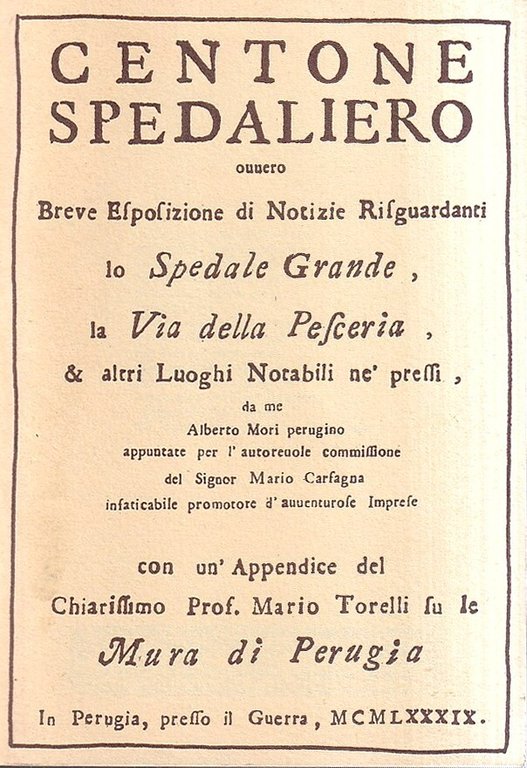 CENTONE
SPEDALIERO
ouuero
Breve Eſpoſizione di Notizie Riſguardanti
lo Spedale Grande ,
la Via della Peſceria ,
& altri Luoghi Notabili ne' preſſi ,
da me
Alberto Mori perugino
appuntate per l' autoreuole commiſſione
del Signor Mario Carfagna
infaticabile promotore d' auuenturoſe Impreſe
con un' Appendice del
Chiariſſimo Prof. Mario Torelli ſu le
Mura di Perugia
In Perugia, preſſo il Guerra , MCMLXXXIX.